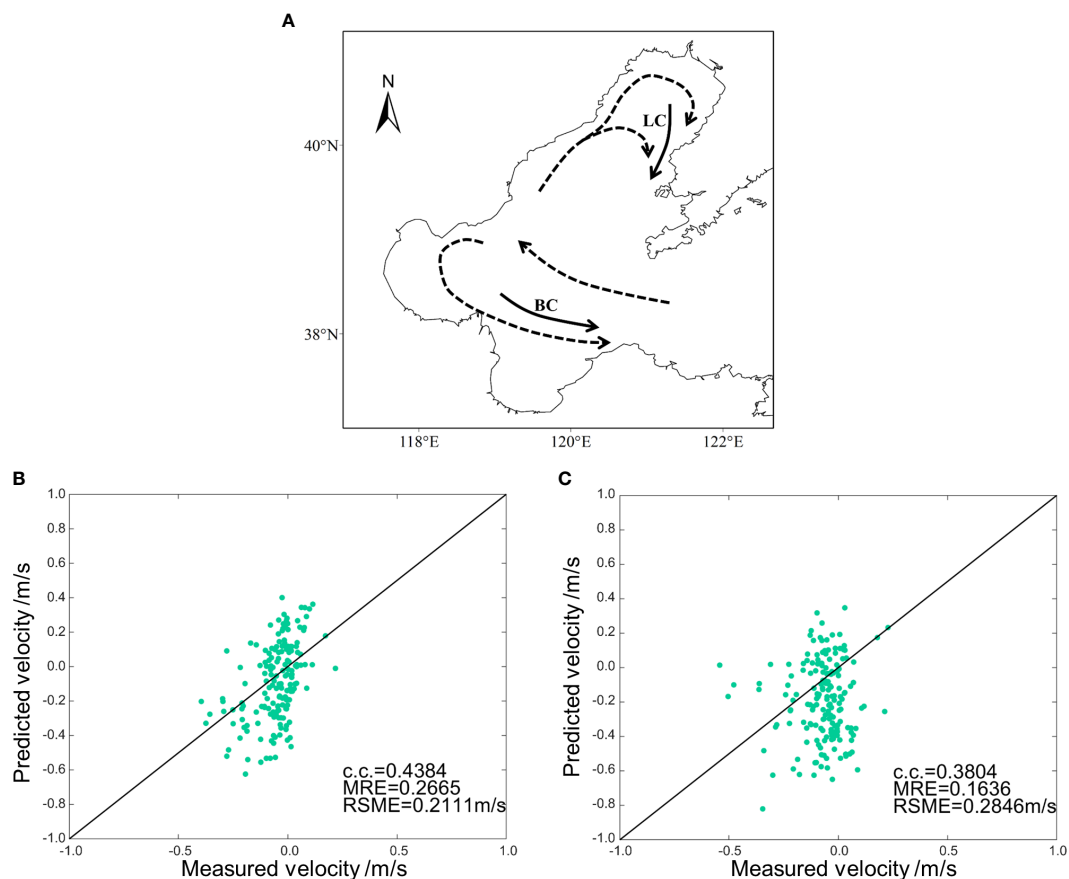 A
N
LC
40°N
BC
38°N
118°E
120°E
122°E
B
1.0
0.8
0.6
0.4
0.2
0.0
-0.2
-0.4
-0.6
-0.8
-1.0
Predicted velocity /m/s
c.c.=0.4384
MRE=0.2665
RSME=0.2111m/s
-1.0
-0.5
0.0
0.5
1.0
Measured velocity /m/s
C
1.0
0.8
0.6
0.4
0.2
0.0
-0.2
-0.4
-0.6
-0.8
-1.0
Predicted velocity /m/s
c.c.=0.3804
MRE=0.1636
RSME=0.2846m/s
-1.0
-0.5
0.0
0.5
1.0
Measured velocity /m/s